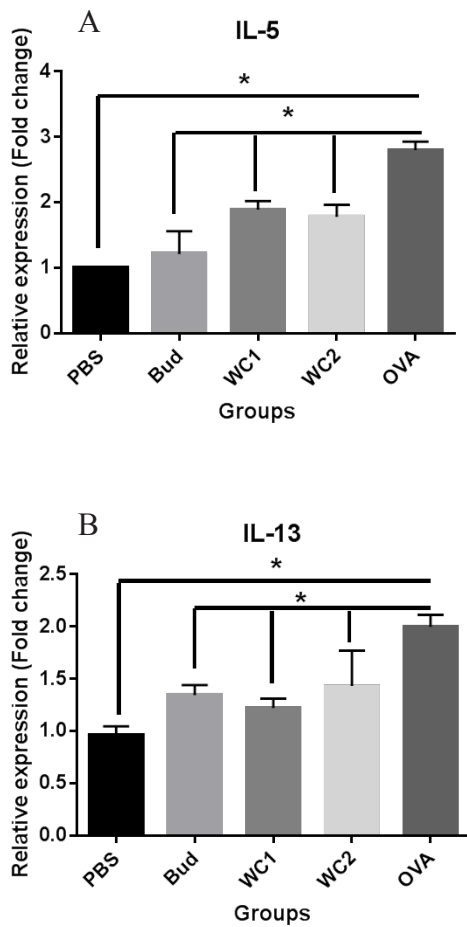 A
IL-5
Relative expression (Fold change)
4
3
2
1
0
*
*
PBS
Bud
WC1
WC2
OVA
Groups
B
IL-13
Relative expression (Fold change)
2.5
2.0
1.5
1.0
0.5
0.0
*
*
PBS
Bud
WC1
WC2
OVA
Groups